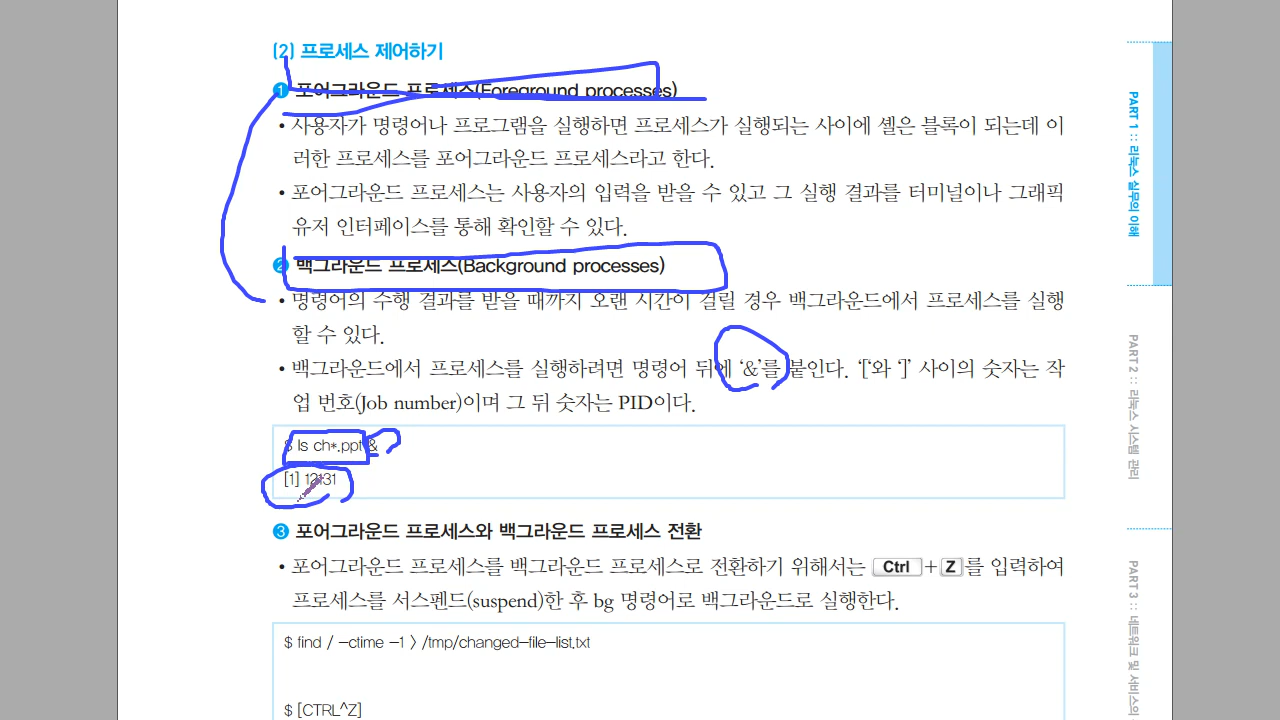 (2) 프로세스 제어하기
1 포어그라운드 프로세스(Foreground processes)
• 사용자가 명령어나 프로그램을 실행하면 프로세스가 실행되는 사이에 셸은 블록이 되는데 이
러한 프로세스를 포어그라운드 프로세스라고 한다.
• 포어그라운드 프로세스는 사용자의 입력을 받을 수 있고 그 실행 결과를 터미널이나 그래픽
유저 인터페이스를 통해 확인할 수 있다.
2 백그라운드 프로세스(Background processes)
• 명령어의 수행 결과를 받을 때까지 오랜 시간이 걸릴 경우 백그라운드에서 프로세스를 실행
할 수 있다.
• 백그라운드에서 프로세스를 실행하려면 명령어 뒤에 ‘&’를 붙인다. ‘[‘와 ‘]’ 사이의 숫자는 작
업 번호(Job number)이며 그 뒤 숫자는 PID이다.
$ ls ch*.ppt &
[1] 12131
3 포어그라운드 프로세스와 백그라운드 프로세스 전환
• 포어그라운드 프로세스를 백그라운드 프로세스로 전환하기 위해서는 Ctrl + Z 를 입력하여
프로세스를 서스펜드(suspend)한 후 bg 명령어로 백그라운드로 실행한다.
$ find / -ctime -1 > /tmp/changed-file-list.txt
$ [CTRL^Z]
PART 1 :: 리눅스 실무의 이해
PART 2 :: 리눅스 시스템 관리
PART 3 :: 네트워크 및 서비스의